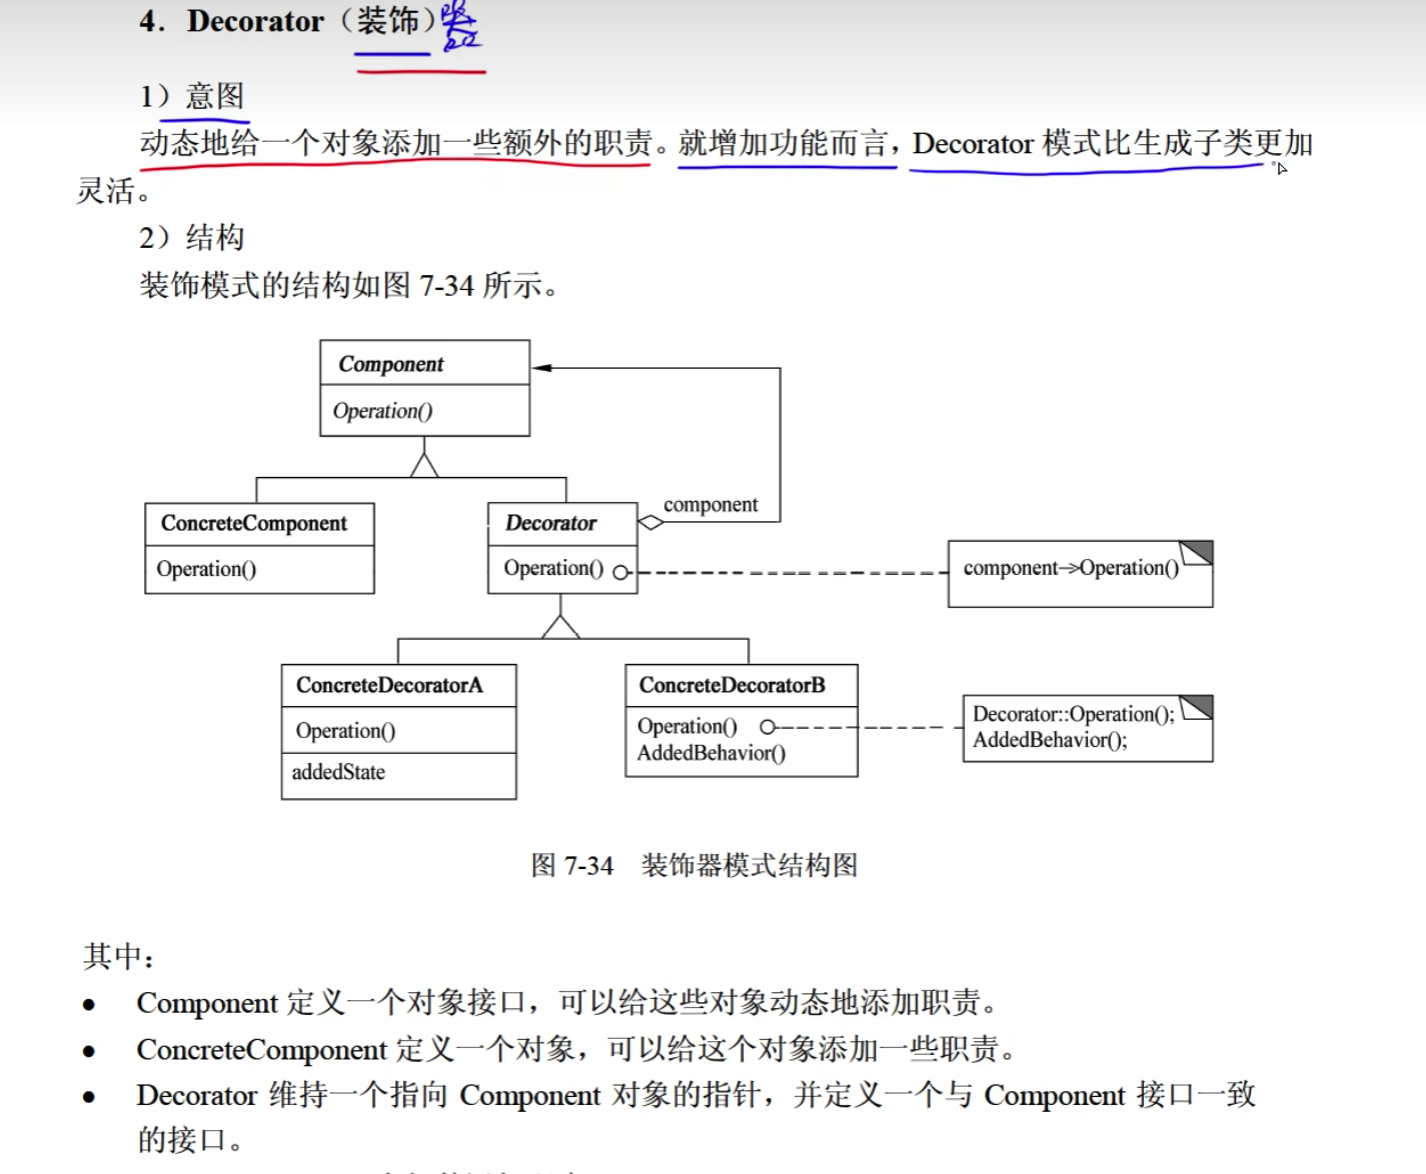 4. Decorator（装饰）器
1）意图
动态地给一个对象添加一些额外的职责。就增加功能而言，Decorator 模式比生成子类更加
灵活。
2）结构
装饰模式的结构如图 7-34 所示。
Component
Operation()
component
ConcreteComponent
Operation()
Decorator
Operation()
component->Operation()
ConcreteDecoratorA
Operation()
addedState
ConcreteDecoratorB
Operation()
AddedBehavior()
Decorator::Operation();
AddedBehavior();
图 7-34 装饰器模式结构图
其中：
● Component 定义一个对象接口，可以给这些对象动态地添加职责。
● ConcreteComponent 定义一个对象，可以给这个对象添加一些职责。
● Decorator 维持一个指向 Component 对象的指针，并定义一个与 Component 接口一致
的接口。